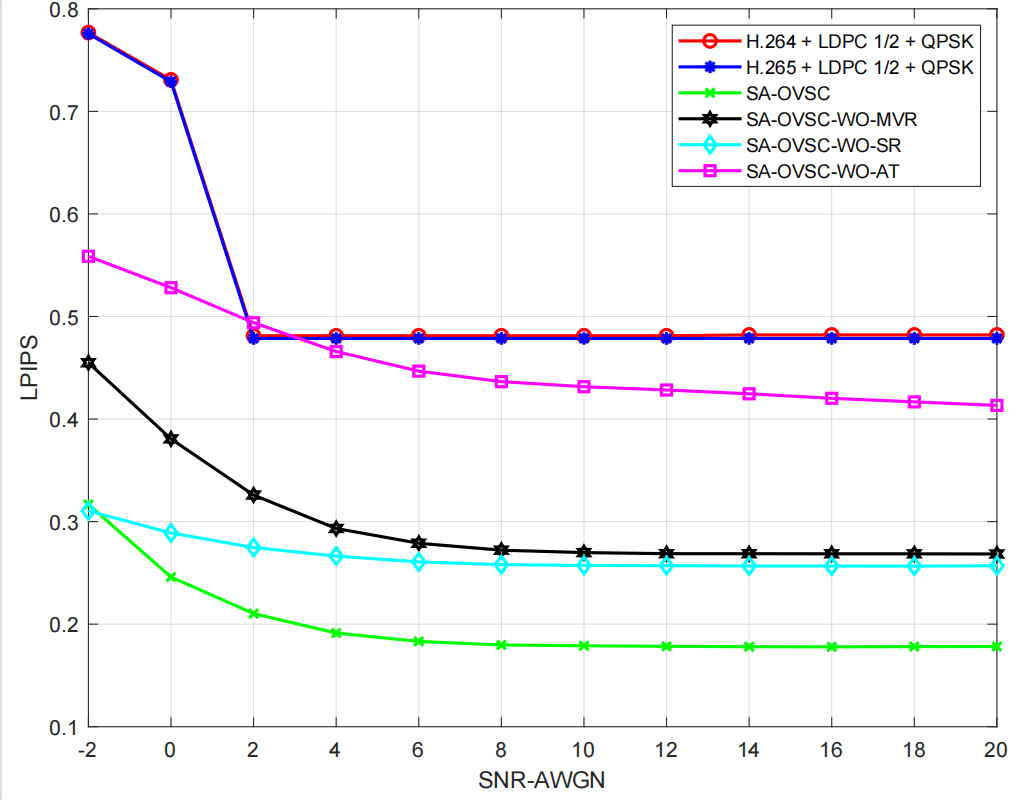 0.8
0.7
0.6
0.5
0.4
0.3
0.2
0.1
LPIPS
H.264 + LDPC 1/2 + QPSK
H.265 + LDPC 1/2 + QPSK
SA-OVSC
SA-OVSC-WO-MVR
SA-OVSC-WO-SR
SA-OVSC-WO-AT
-2 0 2 4 6 8 10 12 14 16 18 20
SNR-AWGN